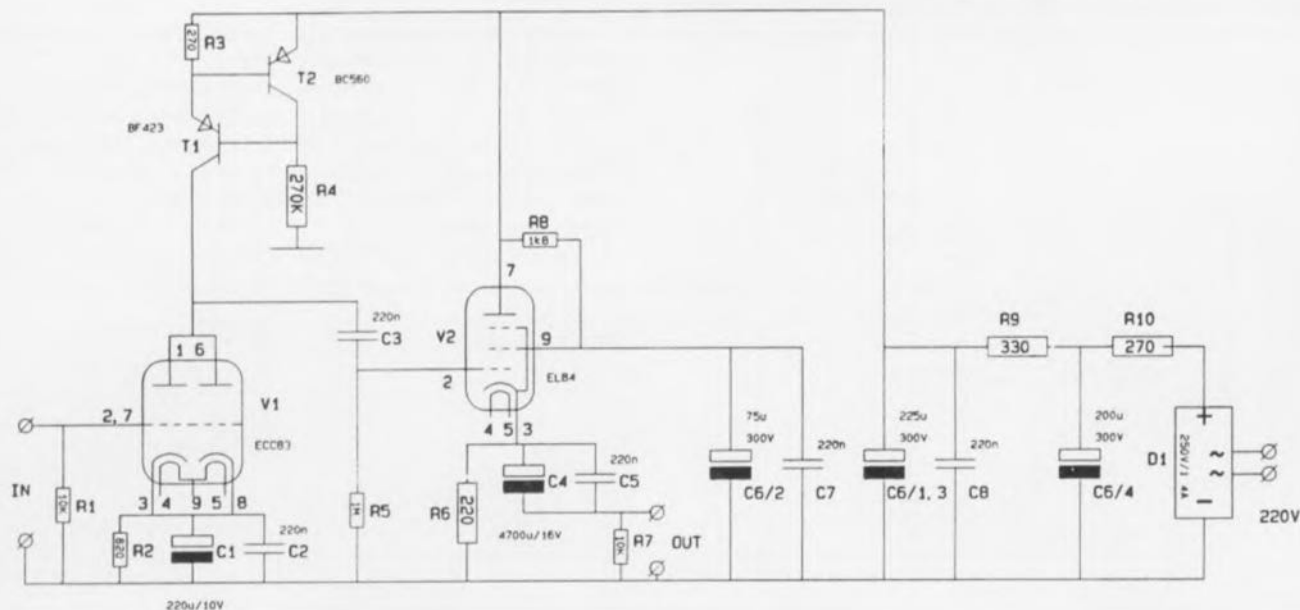 270
R3
T2
BC560
BF423
T1
270K
R4
R8
1k8
7
220n
C3
V2
9
2
EL84
4 5 3
1 6
2,7
V1
ECC83
3 4 9 5 8
IN
10K
R1
820
R2
C1
220n
C2
220u/10V
1M
R5
R6
220
C4
4700u/16V
220n
C5
10K
R7
OUT
75u
300V
C6/2
220n
C7
225u
300V
C6/1,3
220n
C8
R9
330
R10
270
200u
300V
C6/4
D1
+
250V/1.4A
~
~
-
220V